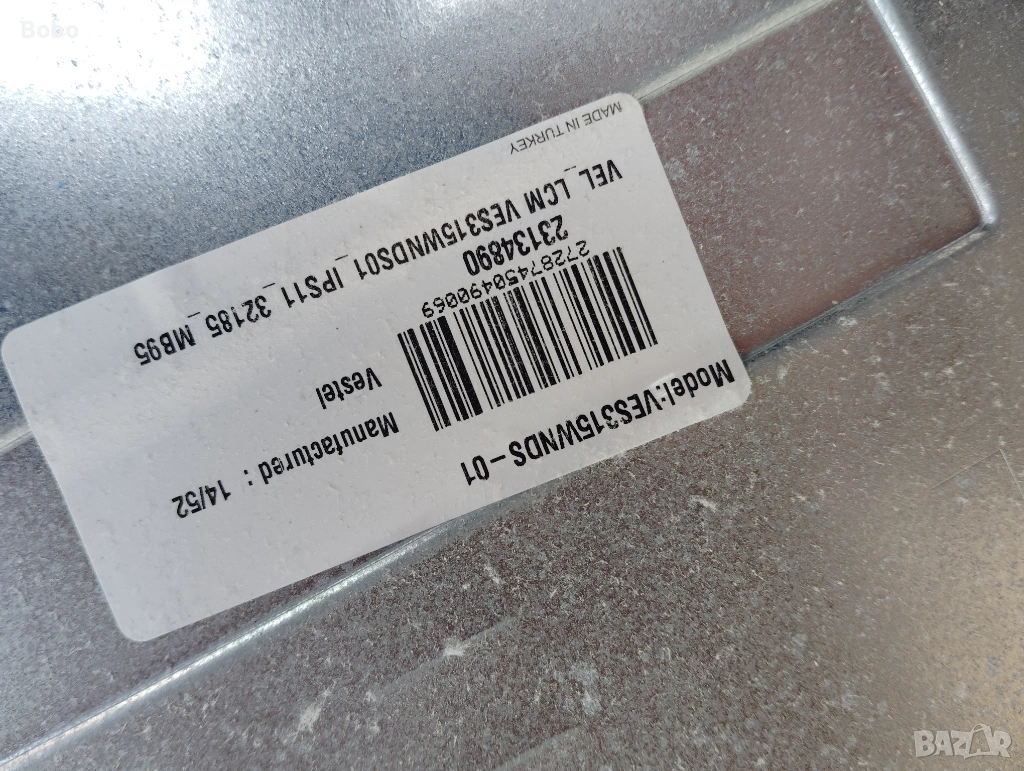 Bobo
Model:VES315WNDS-01
Manufactured : 14/52
Vestel
27287450490069
23134890
VEL_LCM VES315WNDS01_IPS11_32185_MB95
MADE IN TURKEY
BAZAR